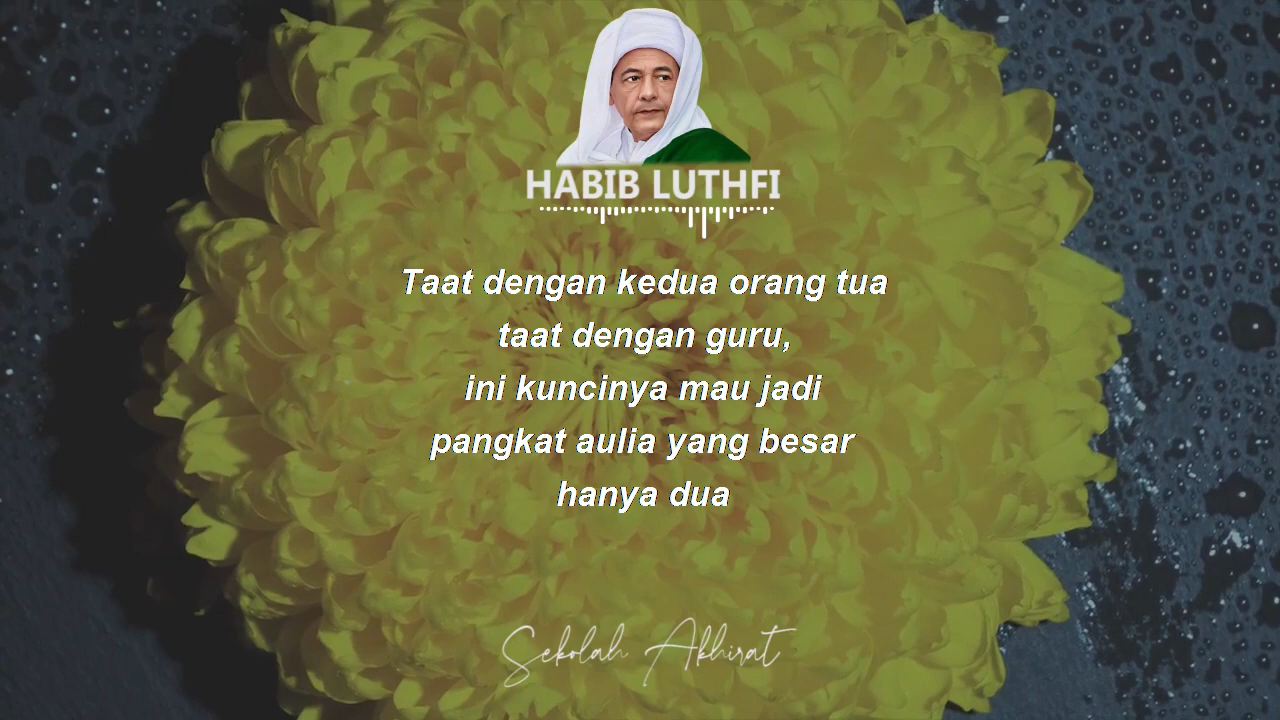 HABIB LUTHFI
Taat dengan kedua orang tua
taat dengan guru,
ini kuncinya mau jadi
pangkat aulia yang besar
hanya dua
Sekolah Akhirat